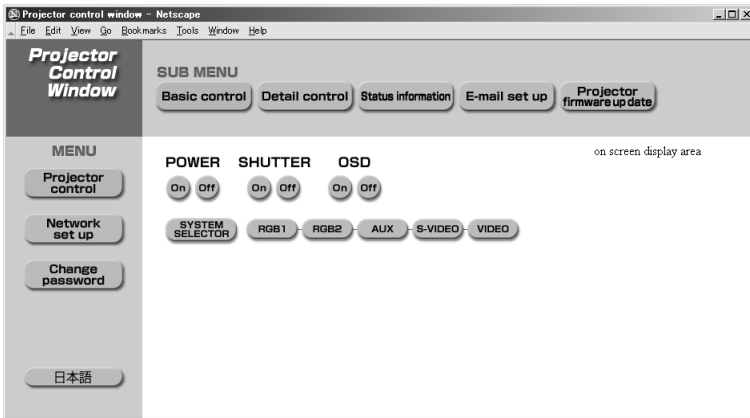 Projector control window – Netscape
File Edit View Go Bookmarks Tools Window Help
Projector
Control
Window
SUB MENU
Basic control Detail control Status information E-mail set up Projector
firmware up date
MENU
Projector
control
Network
set up
Change
password
日本語
on screen display area
POWER SHUTTER OSD
On Off On Off On Off
SYSTEM
SELECTOR RGB1 RGB2 AUX S-VIDEO VIDEO